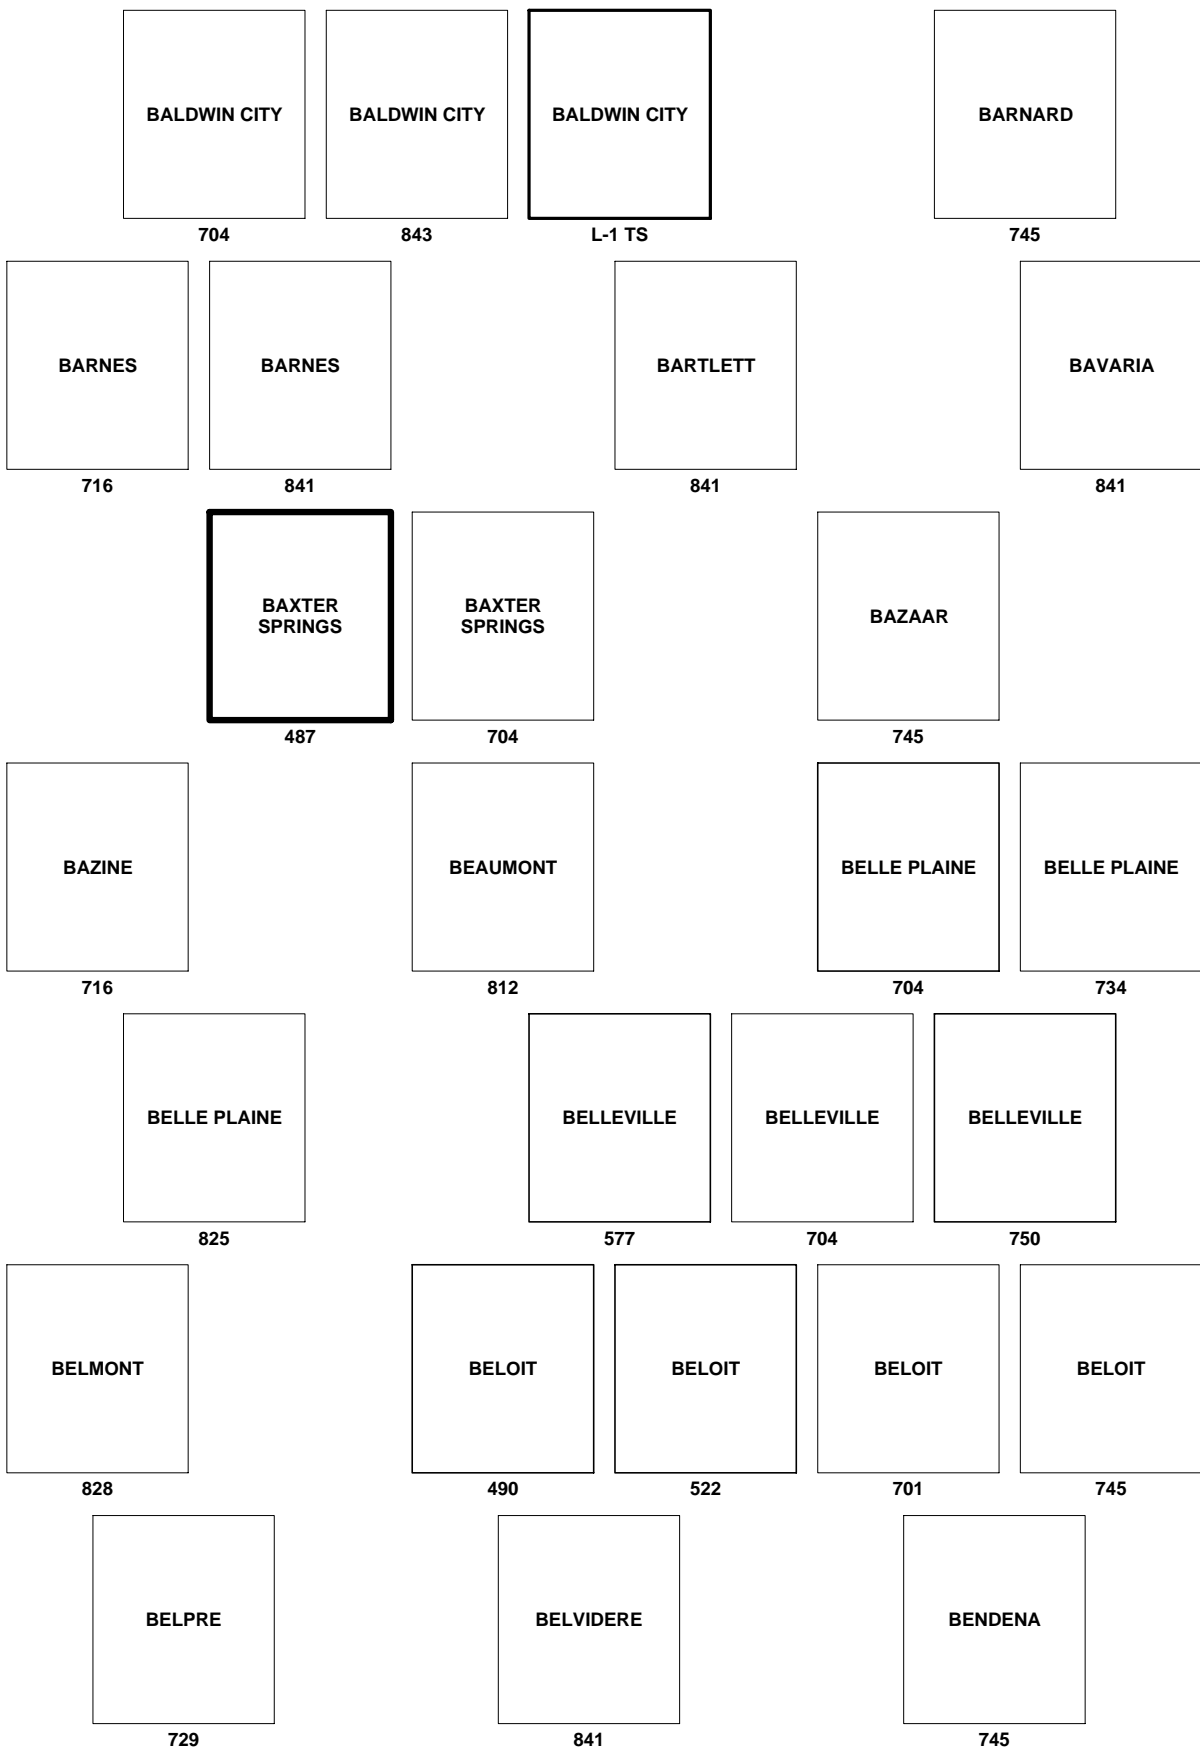 BALDWIN CITY BALDWIN CITY BALDWIN CITY BARNARD
704 843 L-1 TS 745
BARNES BARNES BARTLETT BAVARIA
716 841 841 841
BAXTER SPRINGS BAXTER SPRINGS BAZAAR
487 704 745
BAZINE BEAUMONT BELLE PLAINE BELLE PLAINE
716 812 704 734
BELLE PLAINE BELLEVILLE BELLEVILLE BELLEVILLE
825 577 704 750
BELMONT BELOIT BELOIT BELOIT BELOIT
828 490 522 701 745
BELPRE BELVIDERE BENDENA
729 841 745